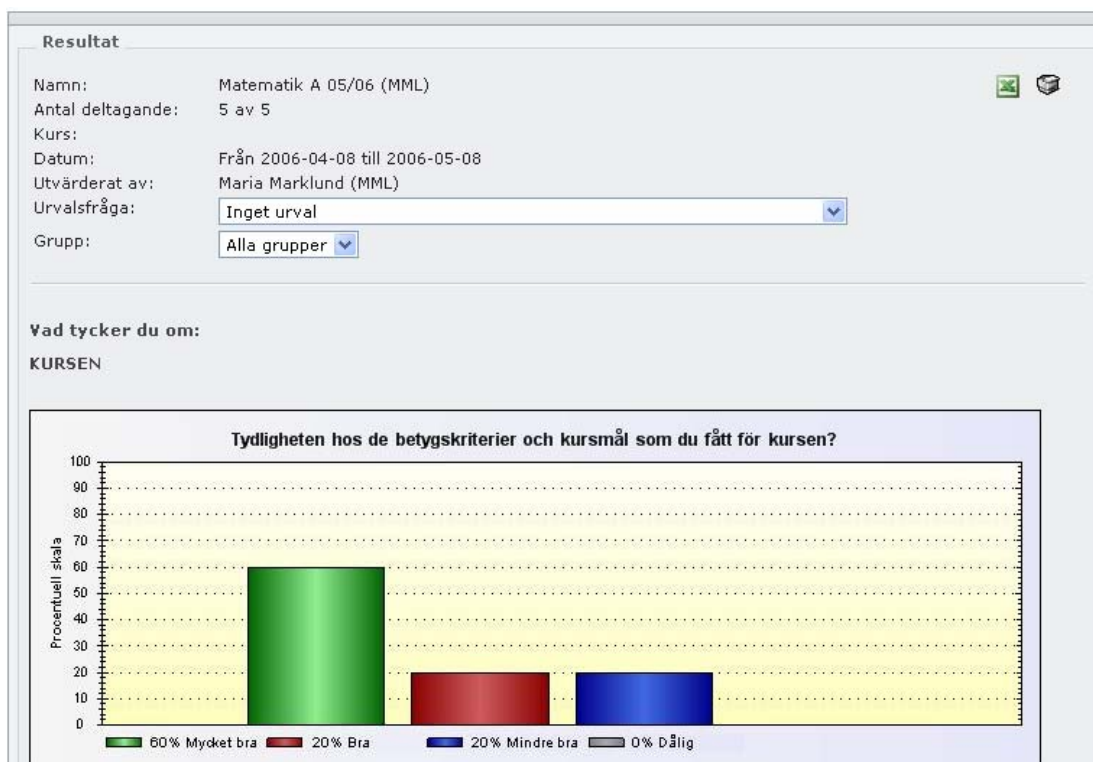 Resultat
Namn: Matematik A 05/06 (MML)
Antal deltagande: 5 av 5
Kurs:
Datum: Från 2006-04-08 till 2006-05-08
Utvärderat av: Maria Marklund (MML)
Urvalsfråga: Inget urval
Grupp: Alla grupper
Vad tycker du om:
KURSEN
Tydligheten hos de betygskriterier och kursmål som du fått för kursen?
Procentuell skala
100
90
80
70
60
50
40
30
20
10
0
60% Mycket bra 20% Bra 20% Mindre bra 0% Dålig